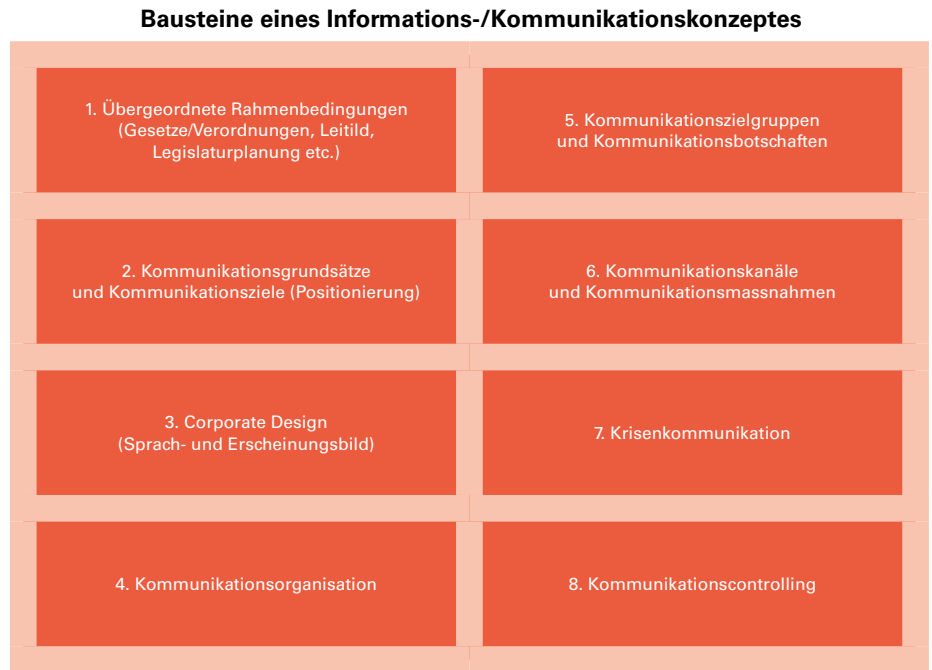 Bausteine eines Informations-/Kommunikationskonzeptes
1. Übergeordnete Rahmenbedingungen
(Gesetze/Verordnungen, Leitild,
Legislaturplanung etc.)
2. Kommunikationsgrundsätze
und Kommunikationsziele (Positionierung)
3. Corporate Design
(Sprach- und Erscheinungsbild)
4. Kommunikationsorganisation
5. Kommunikationszielgruppen
und Kommunikationsbotschaften
6. Kommunikationskanäle
und Kommunikationsmassnahmen
7. Krisenkommunikation
8. Kommunikationscontrolling